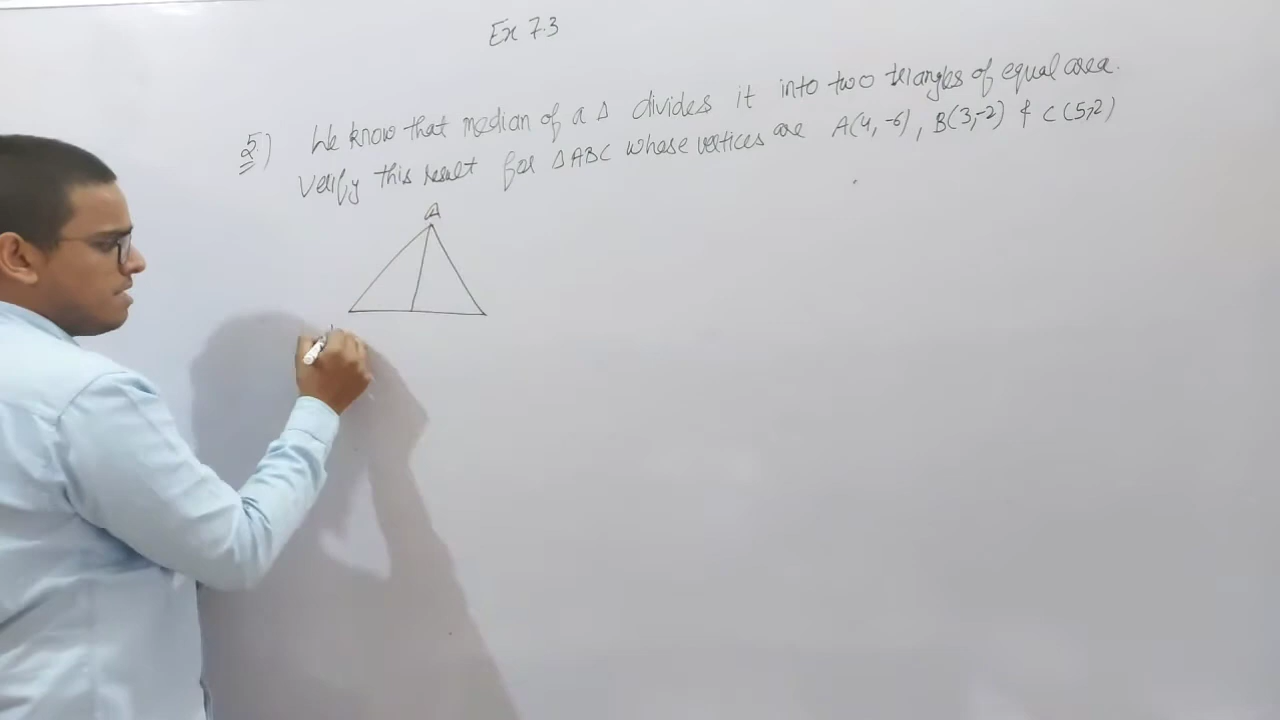 Ex 7.3
5) We know that median of a Δ divides it into two triangles of equal area.
Verify this result for ΔABC whose vertices are A(4,-6), B(3,-2) & C(5,2)
A